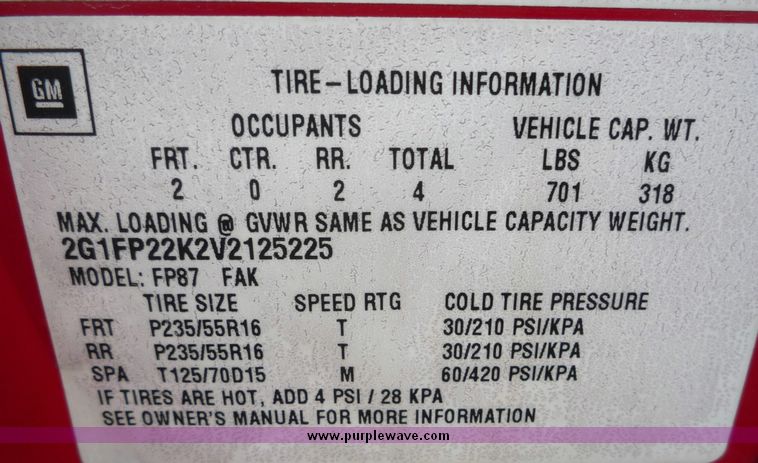 GM
TIRE-LOADING INFORMATION
OCCUPANTS VEHICLE CAP. WT.
FRT. CTR. RR. TOTAL LBS KG
2 0 2 4 701 318
MAX. LOADING @ GVWR SAME AS VEHICLE CAPACITY WEIGHT.
2G1FP22K2V2125225
MODEL: FP87 FAK
TIRE SIZE SPEED RTG COLD TIRE PRESSURE
FRT P235/55R16 T 30/210 PSI/KPA
RR P235/55R16 T 30/210 PSI/KPA
SPA T125/70D15 M 60/420 PSI/KPA
IF TIRES ARE HOT, ADD 4 PSI / 28 KPA
SEE OWNER'S MANUAL FOR MORE INFORMATION
www.purplewave.com